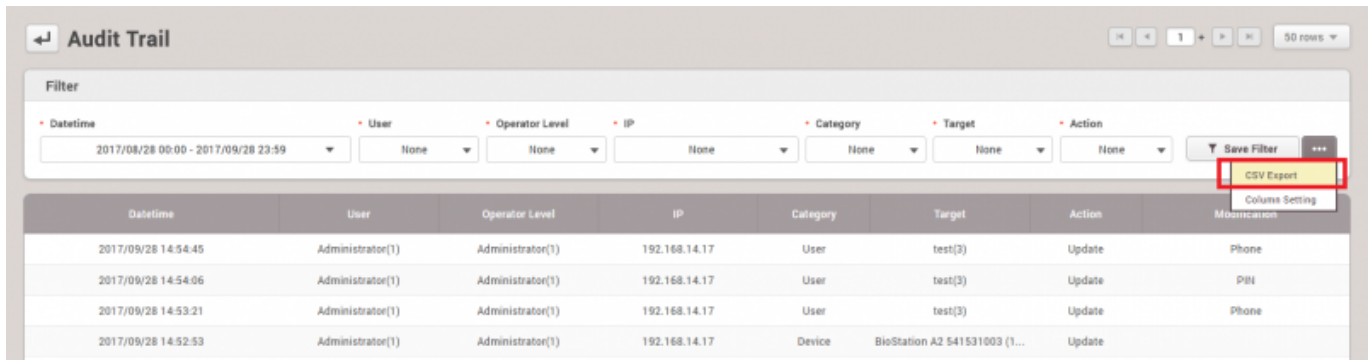 Audit Trail
1 + 50 rows
Filter
• Datetime • User • Operator Level • IP • Category • Target • Action
2017/08/28 00:00 - 2017/09/28 23:59 None None None None None None Save Filter •••
CSV Export
Column Setting
Datetime User Operator Level IP Category Target Action Modification
2017/09/28 14:54:45 Administrator(1) Administrator(1) 192.168.14.17 User test(3) Update Phone
2017/09/28 14:54:06 Administrator(1) Administrator(1) 192.168.14.17 User test(3) Update PIN
2017/09/28 14:53:21 Administrator(1) Administrator(1) 192.168.14.17 User test(3) Update Phone
2017/09/28 14:52:53 Administrator(1) Administrator(1) 192.168.14.17 Device BioStation A2 541531003 (1... Update